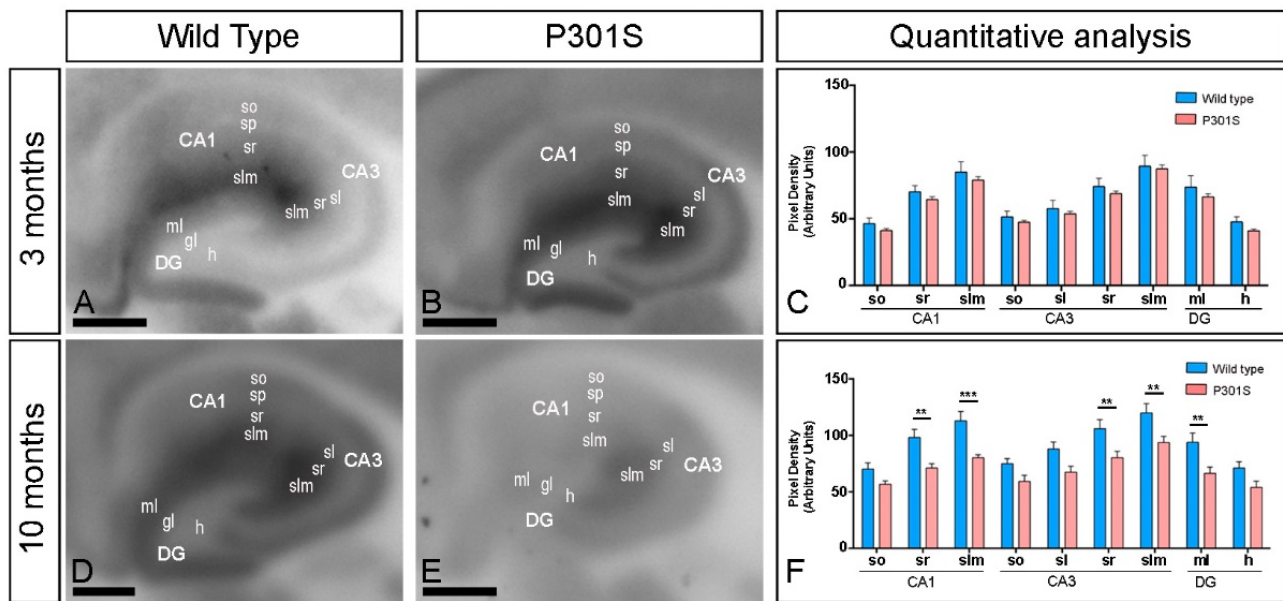 Wild Type
P301S
Quantitative analysis
3 months
so
sp
CA1
sr
CA3
slm
sl
sr
slm
ml
gl
h
DG
A
so
CA1
sp
sr
CA3
sl
slm
sr
slm
ml
gl
h
DG
B
150
100
50
0
Pixel Density
(Arbitrary Units)
Wild type
P301S
so sr slm so sl sr slm ml h
CA1 CA3 DG
C
10 months
so
sp
CA1
sr
slm
sl
sr
CA3
slm
ml
gl
h
DG
D
so
sp
CA1
sr
slm
sl
sr
CA3
slm
ml
gl
h
DG
E
150
100
50
0
Pixel Density
(Arbitrary Units)
Wild type
P301S
** *** ** ** **
so sr slm so sl sr slm ml h
CA1 CA3 DG
F